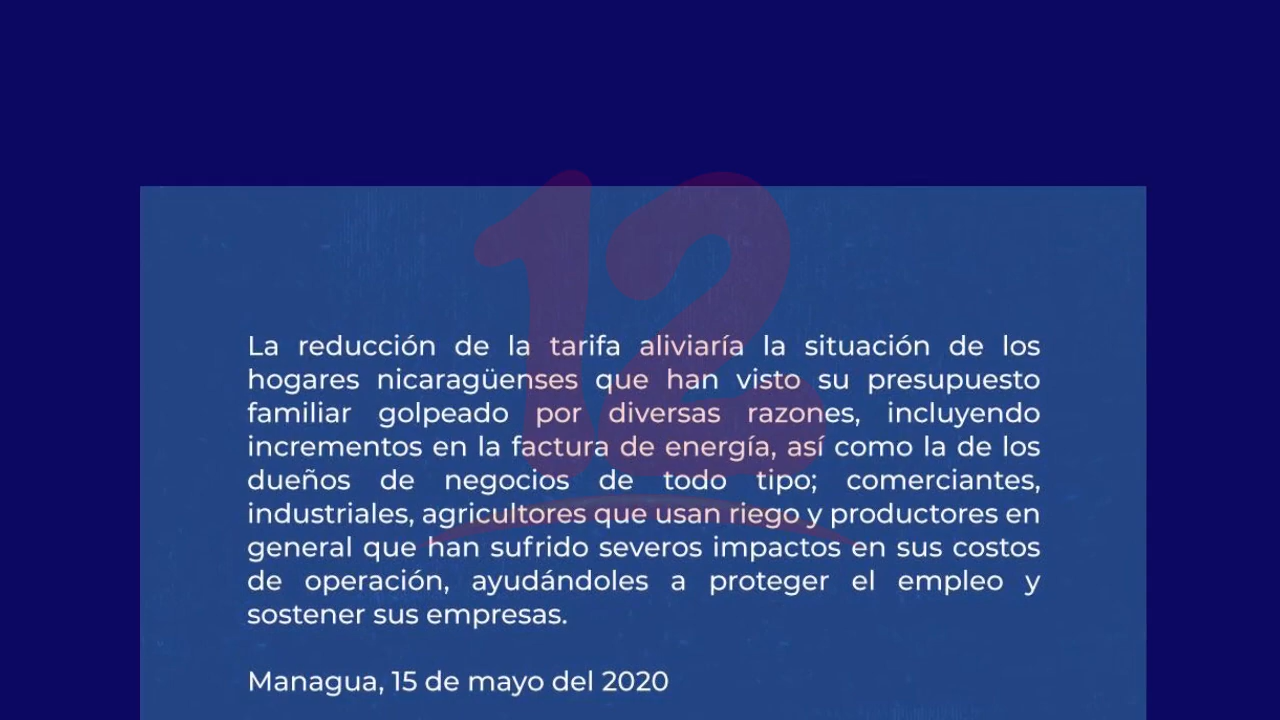 12
La reducción de la tarifa aliviaría la situación de los
hogares nicaragüenses que han visto su presupuesto
familiar golpeado por diversas razones, incluyendo
incrementos en la factura de energía, así como la de los
dueños de negocios de todo tipo; comerciantes,
industriales, agricultores que usan riego y productores en
general que han sufrido severos impactos en sus costos
de operación, ayudándoles a proteger el empleo y
sostener sus empresas.
Managua, 15 de mayo del 2020